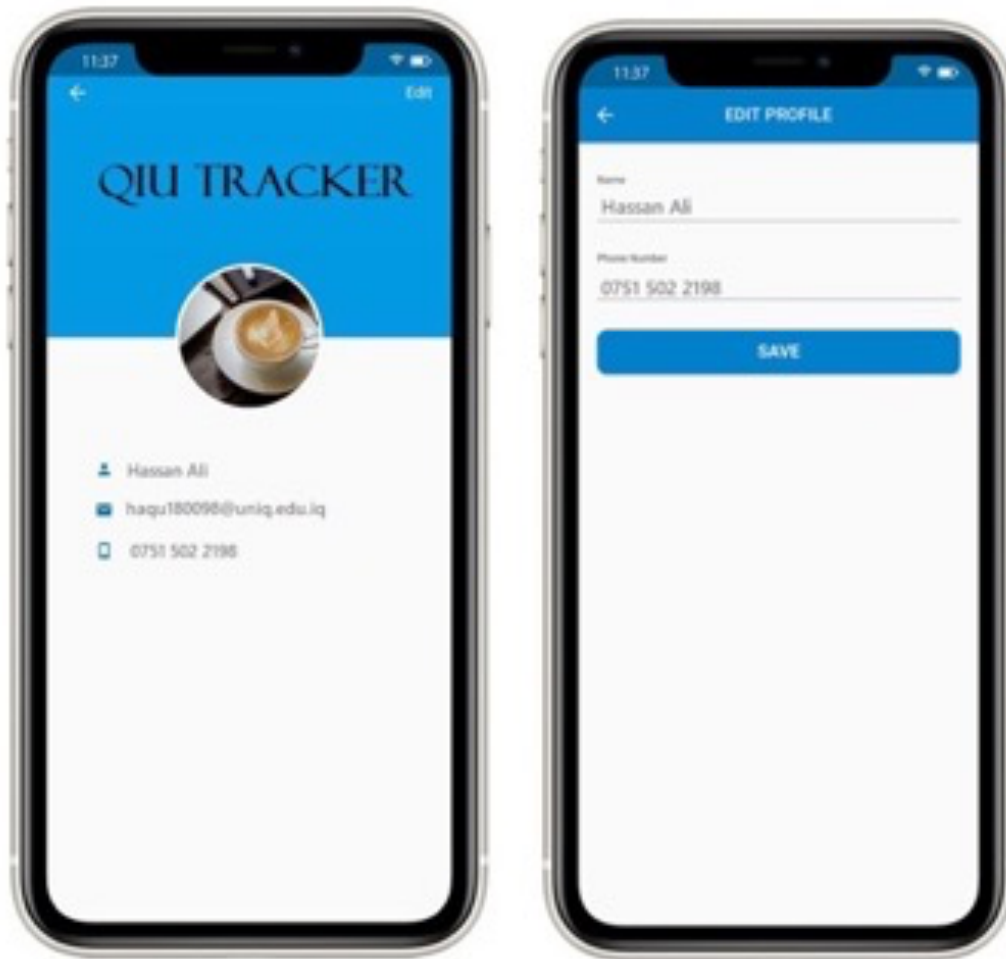 11:37
Edit
QIU TRACKER
Hassan Ali
haqu180098@uniq.edu.iq
0751 502 2198
11:37
EDIT PROFILE
Name
Hassan Ali
Phone Number
0751 502 2198
SAVE